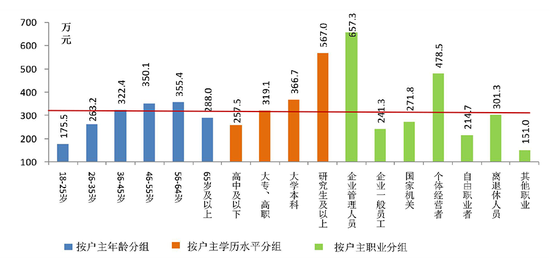 700
600
500
400
300
200
100
万元
175.5
263.2
322.4
350.1
355.4
288.0
257.5
319.1
366.7
567.0
657.3
241.3
271.8
478.5
214.7
301.3
151.0
18-25岁
26-35岁
36-45岁
46-55岁
56-64岁
65岁及以上
高中及以下
大专、高职
大学本科
研究生及以上
企业管理人员
企业一般员工
国家机关
个体经营者
自由职业者
离退休人员
其他职业
按户主年龄分组
按户主学历水平分组
按户主职业分组